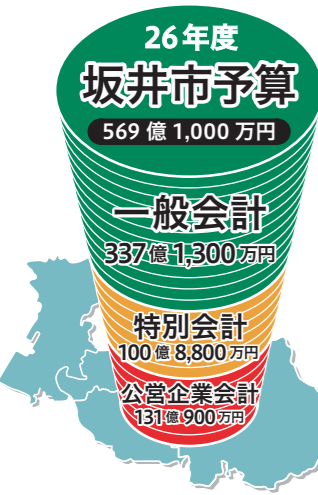 26年度
坂井市予算
569億1,000万円
一般会計
337億1,300万円
特別会計
100億8,800万円
公営企業会計
131億900万円